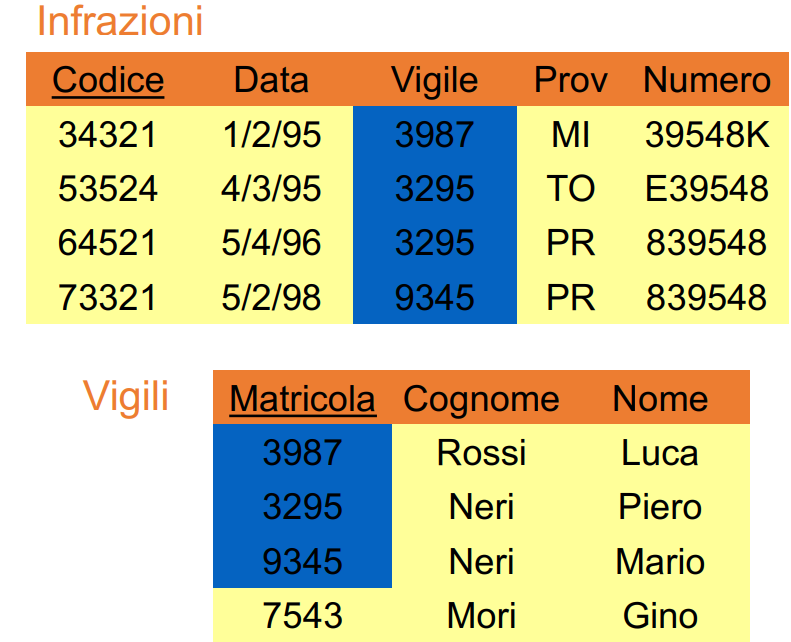 Infrazioni
Codice Data Vigile Prov Numero
34321 1/2/95 3987 MI 39548K
53524 4/3/95 3295 TO E39548
64521 5/4/96 3295 PR 839548
73321 5/2/98 9345 PR 839548
Vigili
Matricola Cognome Nome
3987 Rossi Luca
3295 Neri Piero
9345 Neri Mario
7543 Mori Gino